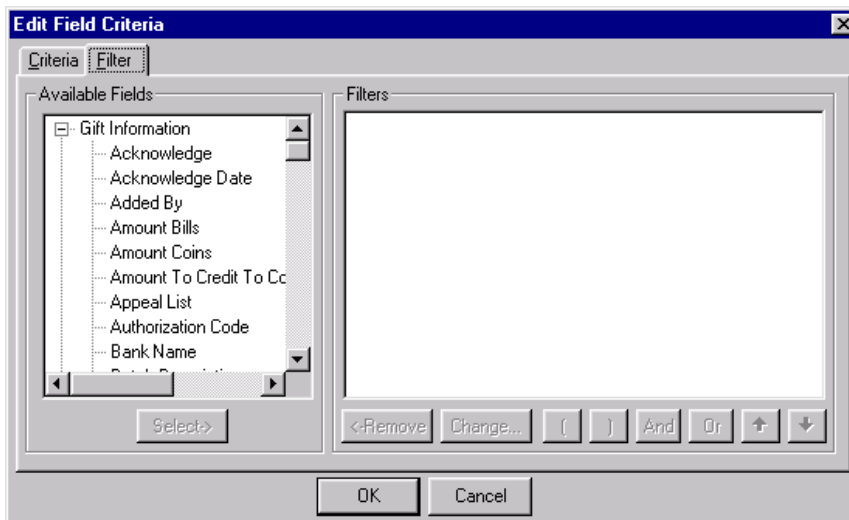 Edit Field Criteria
Criteria Filter
Available Fields
Gift Information
Acknowledge
Acknowledge Date
Added By
Amount Bills
Amount Coins
Amount To Credit To Cc
Appeal List
Authorization Code
Bank Name
Select->
Filters
<-Remove Change... ( ) And Or
OK Cancel